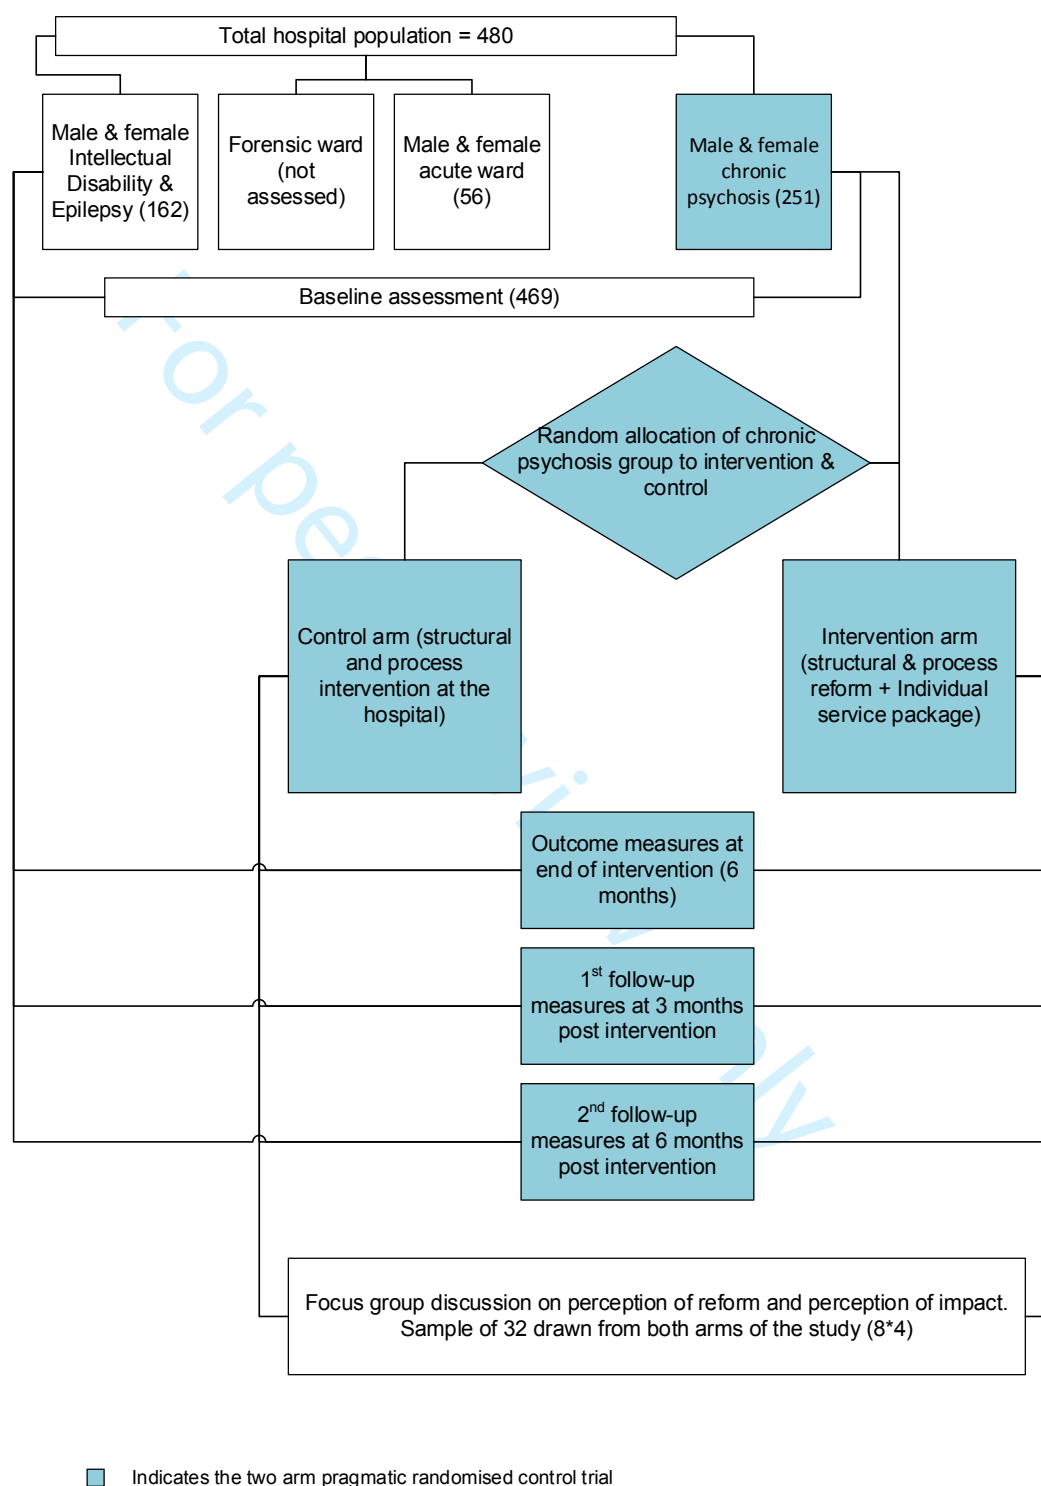 Total hospital population = 480
Male & female
Intellectual
Disability &
Epilepsy (162)
Forensic ward
(not
assessed)
Male & female
acute ward
(56)
Male & female
chronic
psychosis (251)
Baseline assessment (469)
Random allocation of chronic
psychosis group to intervention &
control
Control arm (structural
and process
intervention at the
hospital)
Intervention arm
(structural & process
reform + Individual
service package)
Outcome measures at
end of intervention (6
months)
1st follow-up
measures at 3 months
post intervention
2nd follow-up
measures at 6 months
post intervention
Focus group discussion on perception of reform and perception of impact.
Sample of 32 drawn from both arms of the study (8*4)
Indicates the two arm pragmatic randomised control trial